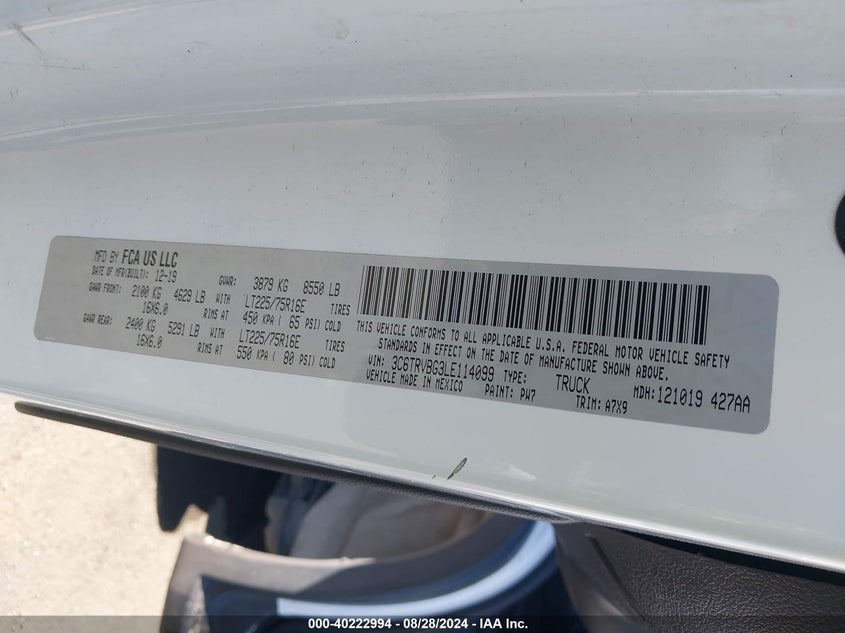 MFD BY FCA US LLC
DATE OF MFR(BUILT): 12-19 GVWR: 3879 KG 8550 LB
GAWR FRONT: 2100 KG 4629 LB WITH LT225/75R16E TIRES
16X6.0 RIMS AT 450 KPA ( 65 PSI) COLD
GAWR REAR: 2400 KG 5291 LB WITH LT225/75R16E TIRES
16X6.0 RIMS AT 550 KPA ( 80 PSI) COLD
THIS VEHICLE CONFORMS TO ALL APPLICABLE U.S.A. FEDERAL MOTOR VEHICLE SAFETY
STANDARDS IN EFFECT ON THE DATE OF MANUFACTURE SHOWN ABOVE.
VIN: 3C6TRVBG3LE114099 TYPE: TRUCK MDH:121019 427AA
VEHICLE MADE IN MEXICO PAINT: PW7 TRIM: A7X9
000-40222994 - 08/28/2024 - IAA Inc.